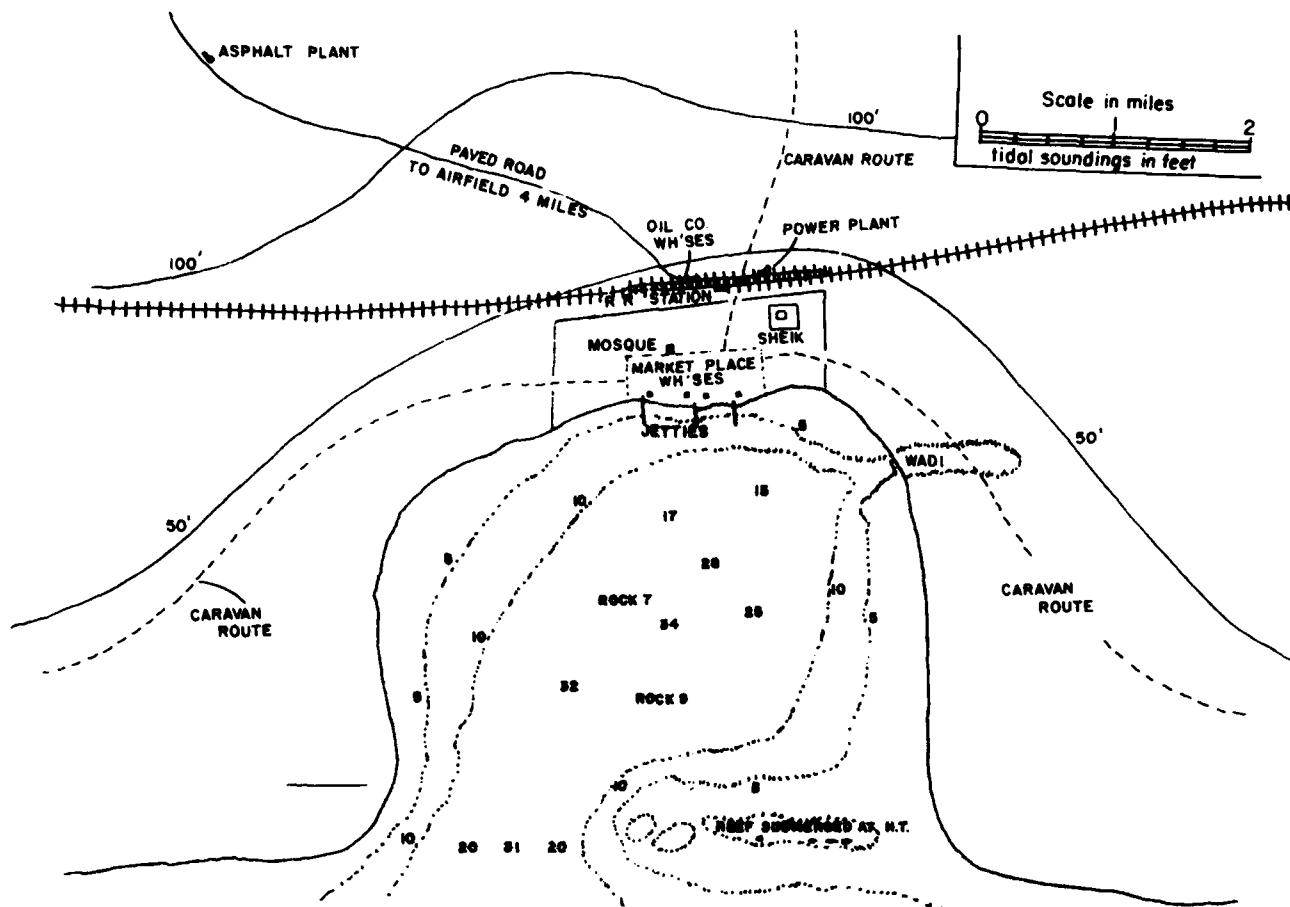 ASPHALT PLANT
Scale in miles
0 2
tidal soundings in feet
100'
PAVED ROAD
TO AIRFIELD 4 MILES
CARAVAN ROUTE
OIL CO.
WH'SES
POWER PLANT
100'
R R STATION
MOSQUE
SHEIK
MARKET PLACE
WH'SES
JETTIES
5
50'
WADI
10
15
17
50'
5
28
ROCK 7
10
25
5
34
CARAVAN
ROUTE
CARAVAN
ROUTE
10
32
5
ROCK 9
10
5
REEF SUBMERGED AT H.T.
10
20 31 20